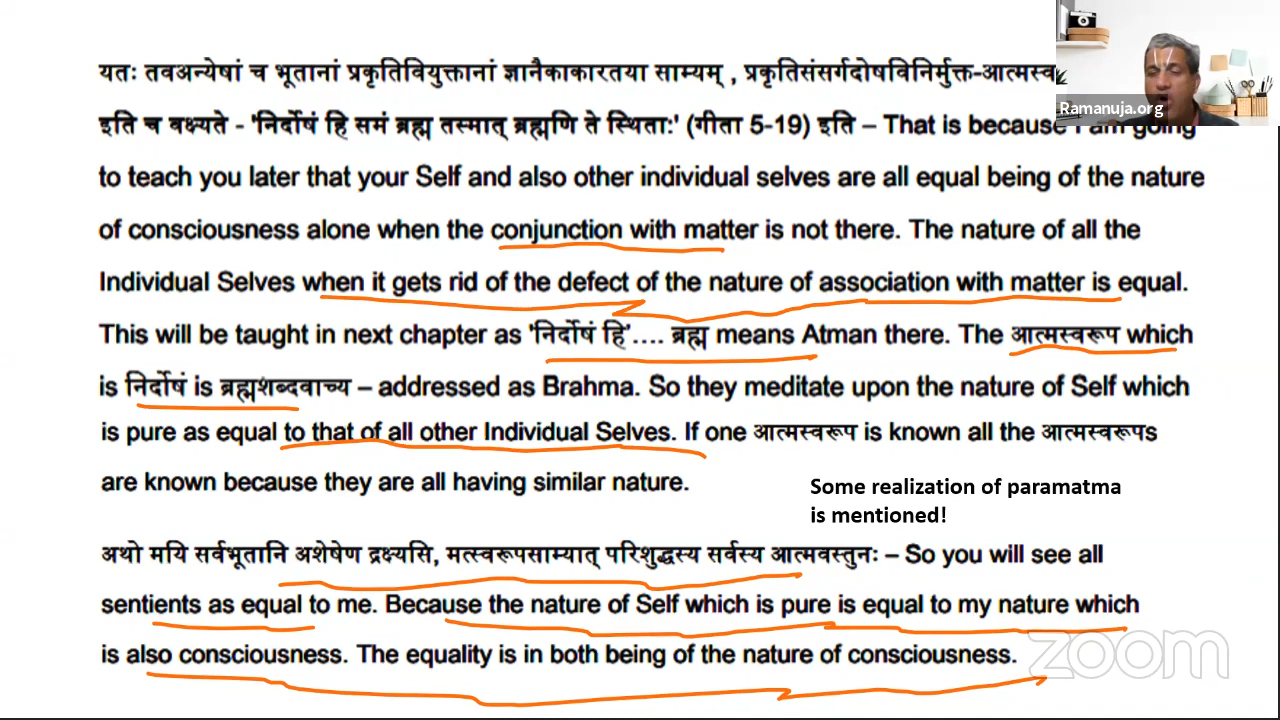 यतः तवअन्येषां च भूतानां प्रकृतिवियुक्तानां ज्ञानैकाकारतया साम्यम् , प्रकृतिसंसर्गदोषविनिर्मुक्त-आत्मस्व
इति च वक्ष्यते - 'निर्दोषं हि समं ब्रह्म तस्मात् ब्रह्मणि ते स्थिताः' (गीता 5-19) इति – That is because I am going
to teach you later that your Self and also other individual selves are all equal being of the nature
of consciousness alone when the conjunction with matter is not there. The nature of all the
Individual Selves when it gets rid of the defect of the nature of association with matter is equal.
This will be taught in next chapter as 'निर्दोषं हि'.... ब्रह्म means Atman there. The आत्मस्वरूप which
is निर्दोषं is ब्रह्मशब्दवाच्य – addressed as Brahma. So they meditate upon the nature of Self which
is pure as equal to that of all other Individual Selves. If one आत्मस्वरूप is known all the आत्मस्वरूपs
are known because they are all having similar nature.
Some realization of paramatma
is mentioned!
अथो मयि सर्वभूतानि अशेषेण द्रक्ष्यसि, मत्स्वरूपसाम्यात् परिशुद्धस्य सर्वस्य आत्मवस्तुनः – So you will see all
sentients as equal to me. Because the nature of Self which is pure is equal to my nature which
is also consciousness. The equality is in both being of the nature of consciousness.
Ramanuja.org
zoom